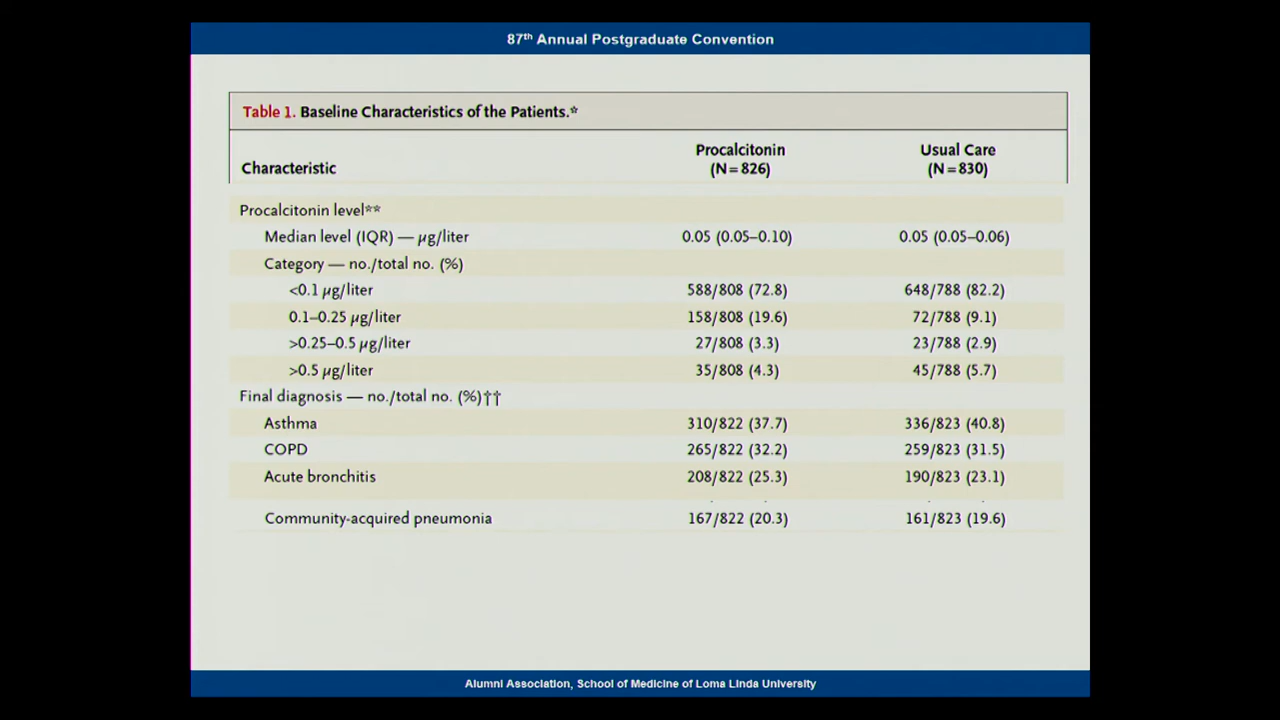 87th Annual Postgraduate Convention
Table 1. Baseline Characteristics of the Patients.*
Characteristic Procalcitonin (N=826) Usual Care (N=830)
Procalcitonin level**
Median level (IQR) — µg/liter 0.05 (0.05–0.10) 0.05 (0.05–0.06)
Category — no./total no. (%)
<0.1 µg/liter 588/808 (72.8) 648/788 (82.2)
0.1–0.25 µg/liter 158/808 (19.6) 72/788 (9.1)
>0.25–0.5 µg/liter 27/808 (3.3) 23/788 (2.9)
>0.5 µg/liter 35/808 (4.3) 45/788 (5.7)
Final diagnosis — no./total no. (%)††
Asthma 310/822 (37.7) 336/823 (40.8)
COPD 265/822 (32.2) 259/823 (31.5)
Acute bronchitis 208/822 (25.3) 190/823 (23.1)
Community-acquired pneumonia 167/822 (20.3) 161/823 (19.6)
Alumni Association, School of Medicine of Loma Linda University